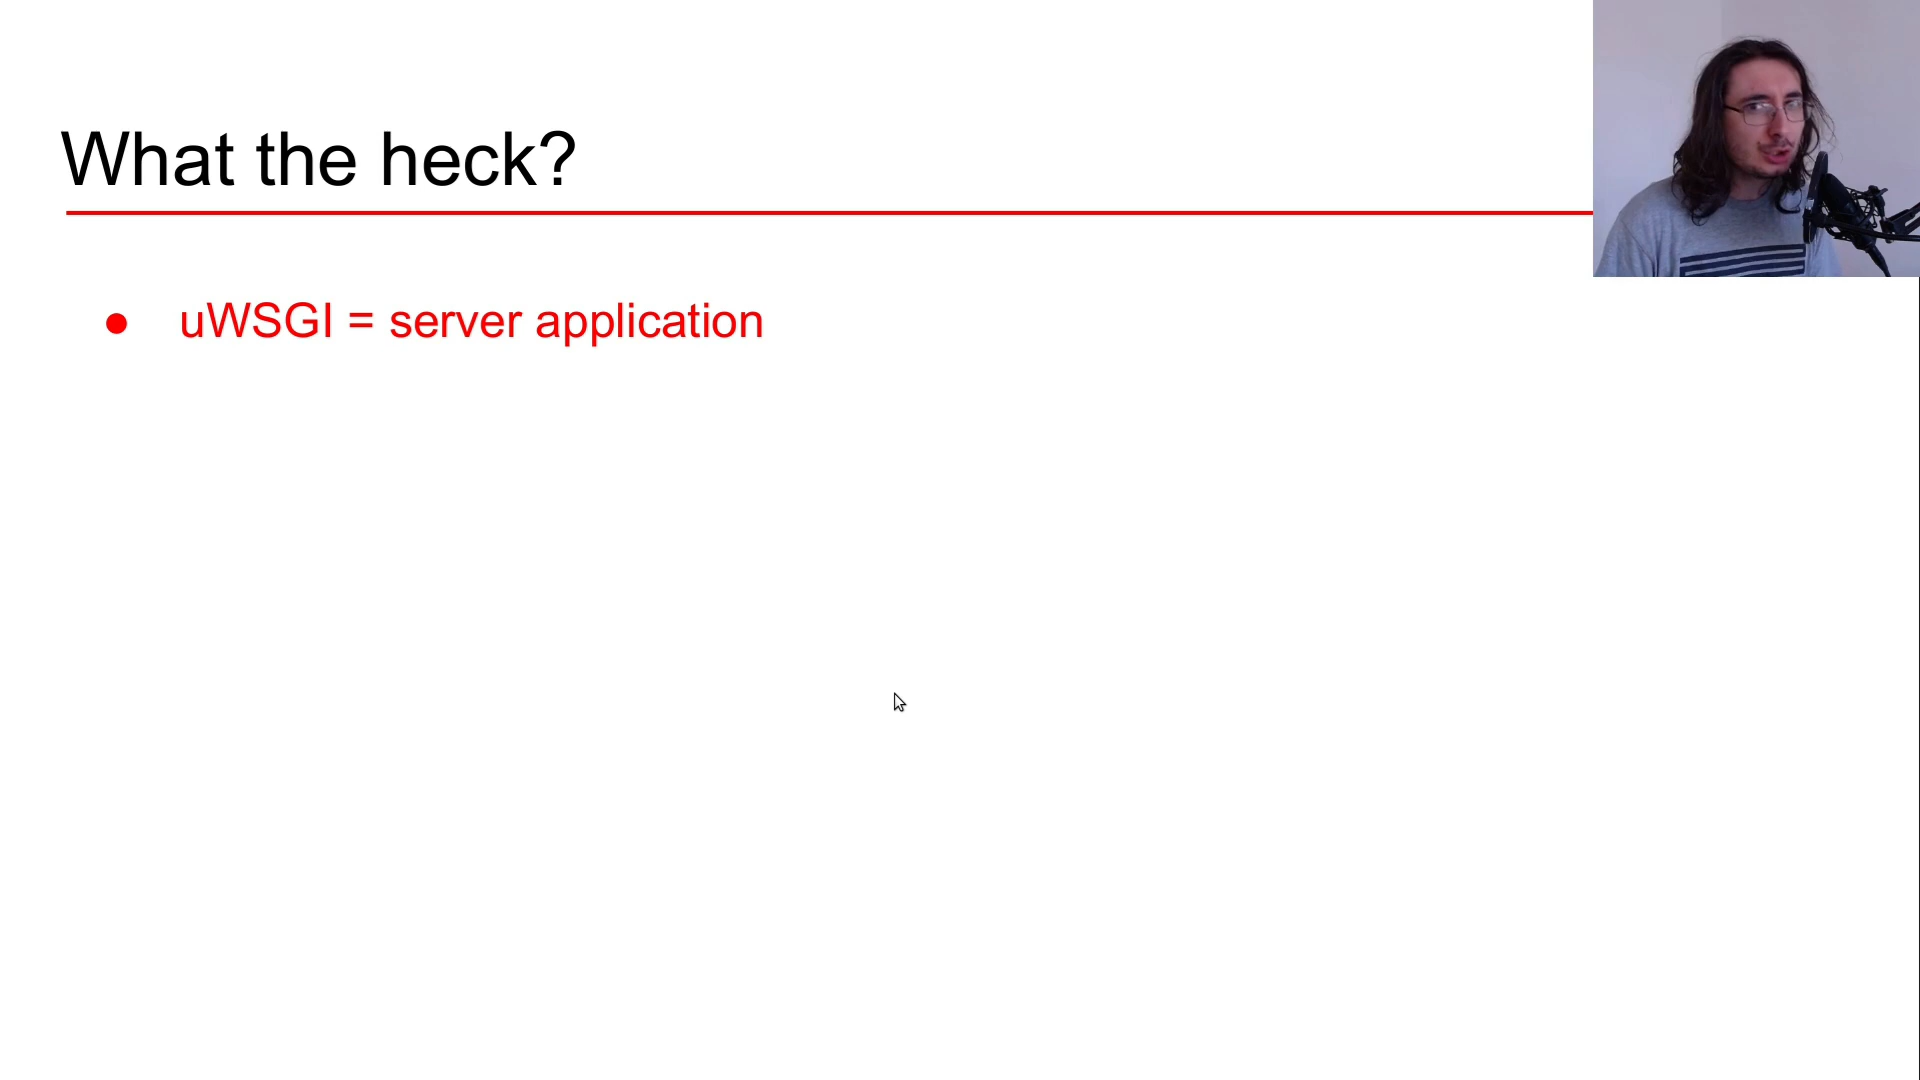 What the heck?
● uWSGI = server application